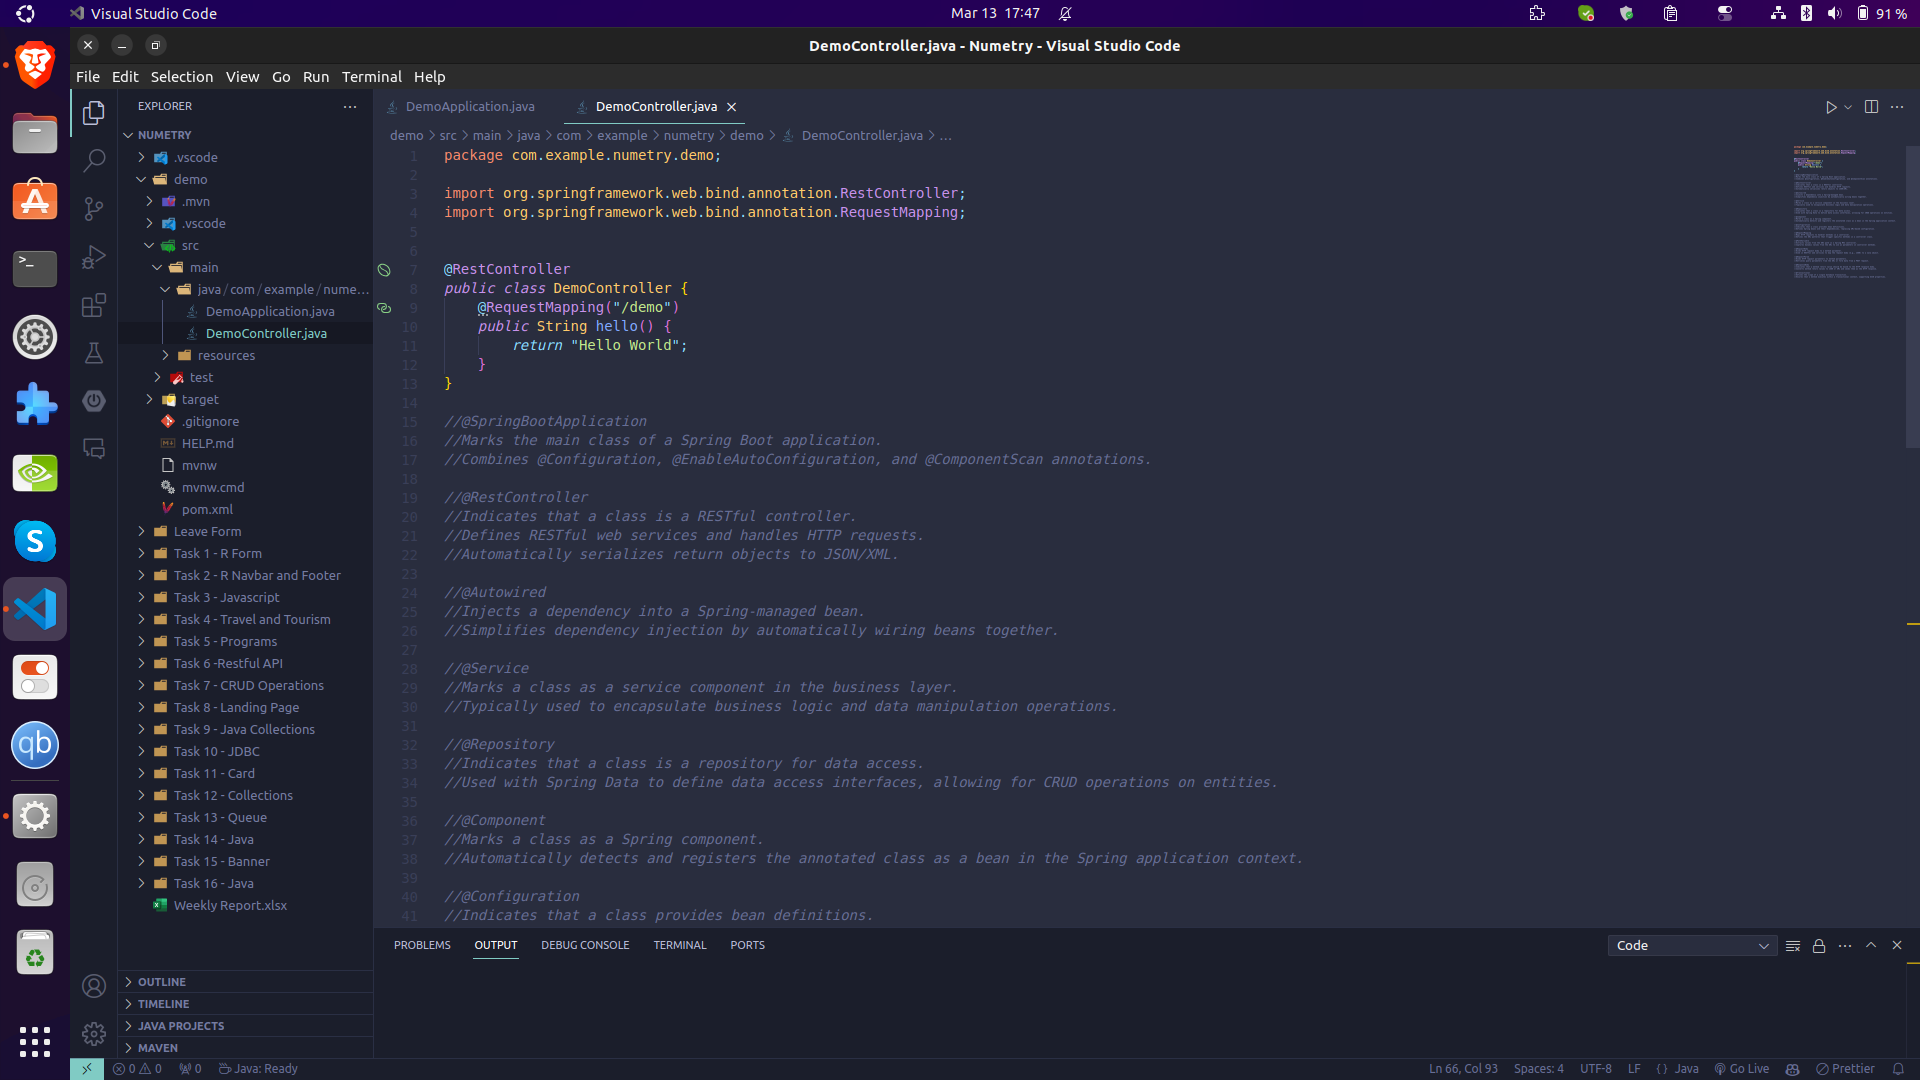 Visual Studio Code
Mar 13 17:47
91 %
DemoController.java - Numetry - Visual Studio Code
File Edit Selection View Go Run Terminal Help
EXPLORER
NUMETRY
.vscode
demo
.mvn
.vscode
src
main
java/com/example/nume...
DemoApplication.java
DemoController.java
resources
test
target
.gitignore
HELP.md
mvnw
mvnw.cmd
pom.xml
Leave Form
Task 1 - R Form
Task 2 - R Navbar and Footer
Task 3 - Javascript
Task 4 - Travel and Tourism
Task 5 - Programs
Task 6 -Restful API
Task 7 - CRUD Operations
Task 8 - Landing Page
Task 9 - Java Collections
Task 10 - JDBC
Task 11 - Card
Task 12 - Collections
Task 13 - Queue
Task 14 - Java
Task 15 - Banner
Task 16 - Java
Weekly Report.xlsx
OUTLINE
TIMELINE
JAVA PROJECTS
MAVEN
DemoApplication.java DemoController.java
demo > src > main > java > com > example > numetry > demo > DemoController.java > ...
1 package com.example.numetry.demo;
2
3 import org.springframework.web.bind.annotation.RestController;
4 import org.springframework.web.bind.annotation.RequestMapping;
5
6
7 @RestController
8 public class DemoController {
9 @RequestMapping("/demo")
10 public String hello() {
11 return "Hello World";
12 }
13 }
14
15 //@SpringBootApplication
16 //Marks the main class of a Spring Boot application.
17 //Combines @Configuration, @EnableAutoConfiguration, and @ComponentScan annotations.
18
19 //@RestController
20 //Indicates that a class is a RESTful controller.
21 //Defines RESTful web services and handles HTTP requests.
22 //Automatically serializes return objects to JSON/XML.
23
24 //@Autowired
25 //Injects a dependency into a Spring-managed bean.
26 //Simplifies dependency injection by automatically wiring beans together.
27
28 //@Service
29 //Marks a class as a service component in the business layer.
30 //Typically used to encapsulate business logic and data manipulation operations.
31
32 //@Repository
33 //Indicates that a class is a repository for data access.
34 //Used with Spring Data to define data access interfaces, allowing for CRUD operations on entities.
35
36 //@Component
37 //Marks a class as a Spring component.
38 //Automatically detects and registers the annotated class as a bean in the Spring application context.
39
40 //@Configuration
41 //Indicates that a class provides bean definitions.
PROBLEMS OUTPUT DEBUG CONSOLE TERMINAL PORTS
Code
0 0 0 Java: Ready
Ln 66, Col 93 Spaces: 4 UTF-8 LF {} Java Go Live Prettier